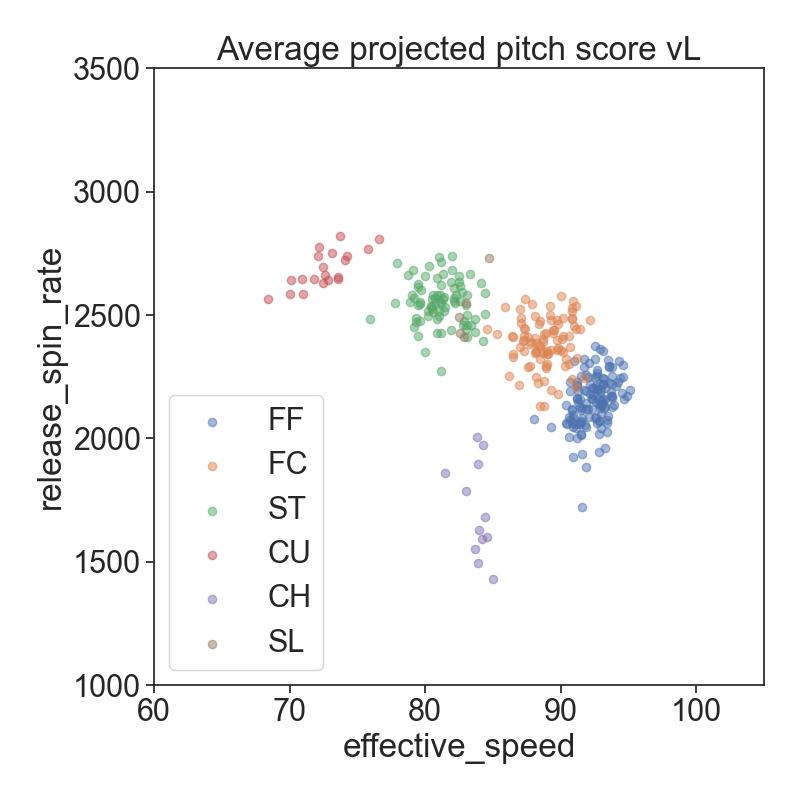 Average projected pitch score vL
3500
3000
2500
2000
1500
1000
release_spin_rate
FF
FC
ST
CU
CH
SL
60
70
80
90
100
effective_speed